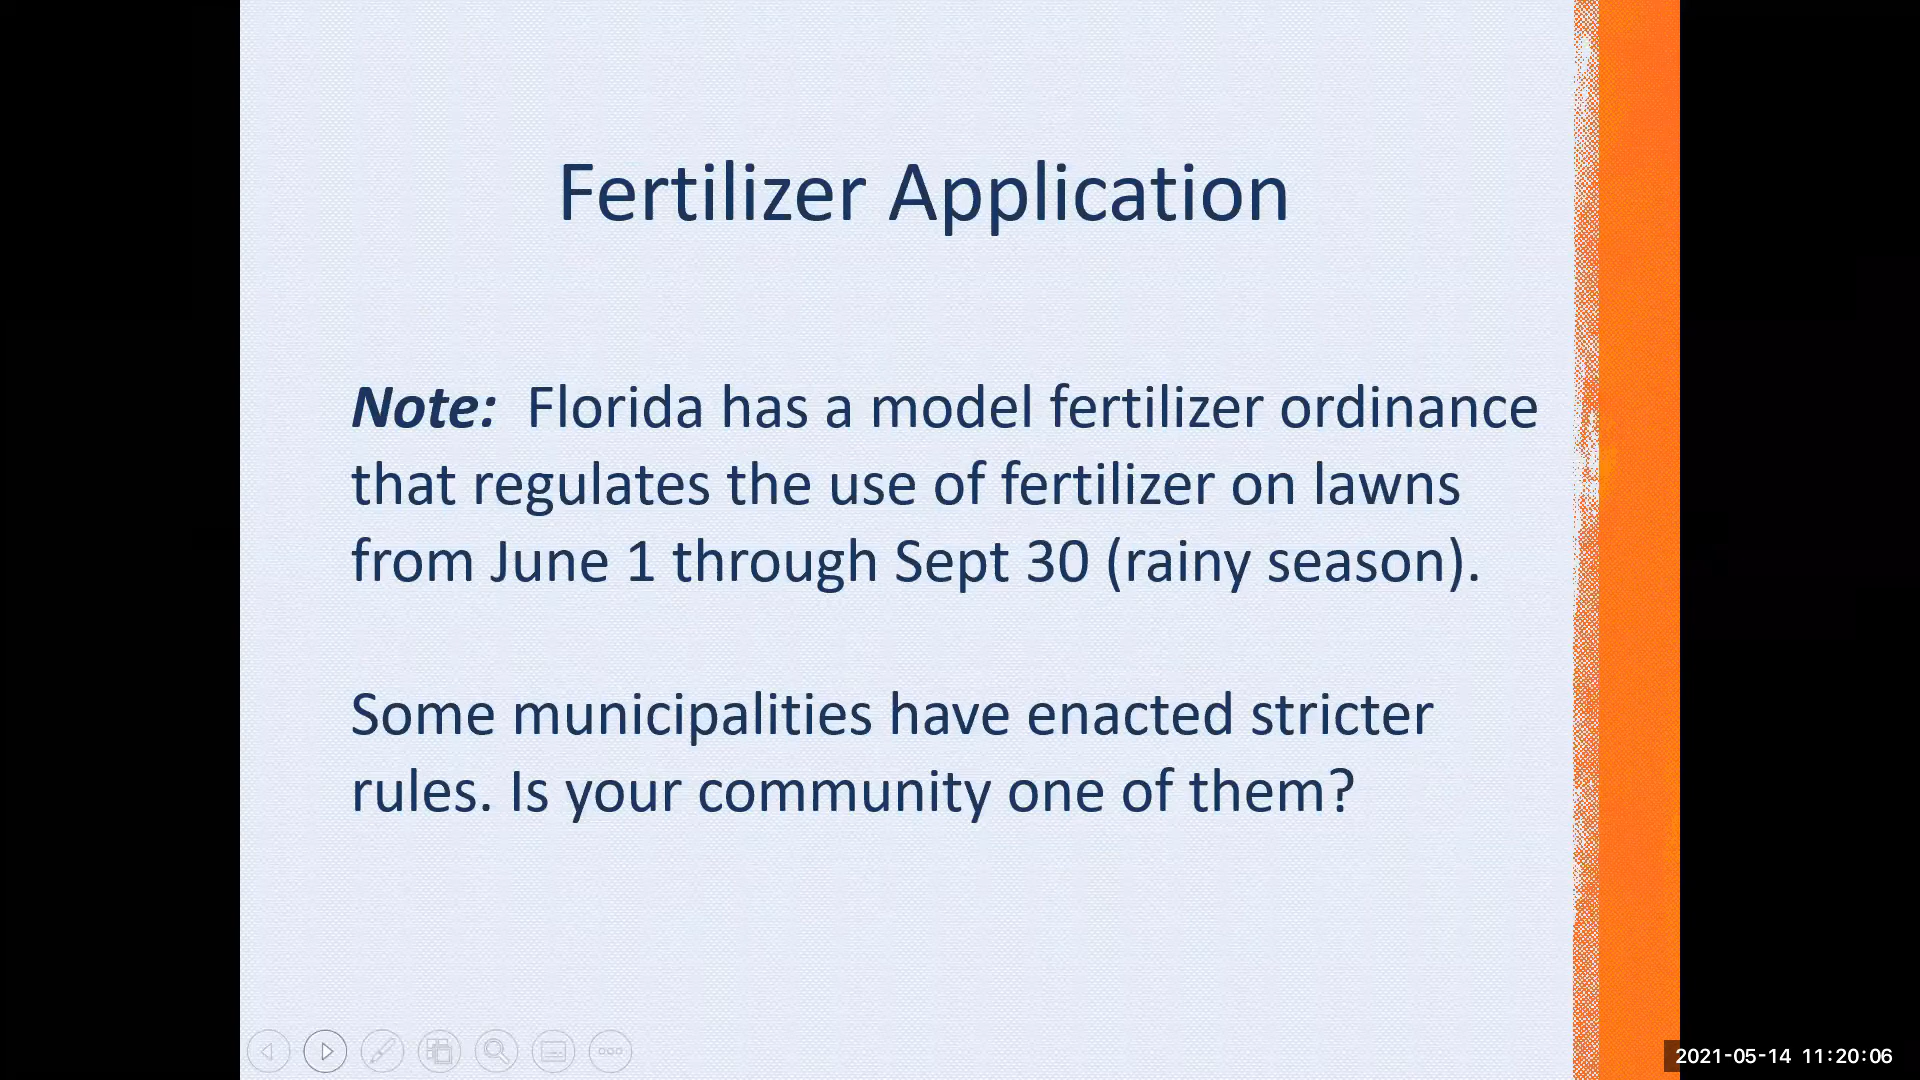 Fertilizer Application
Note: Florida has a model fertilizer ordinance
that regulates the use of fertilizer on lawns
from June 1 through Sept 30 (rainy season).
Some municipalities have enacted stricter
rules. Is your community one of them?
2021-05-14 11:20:06